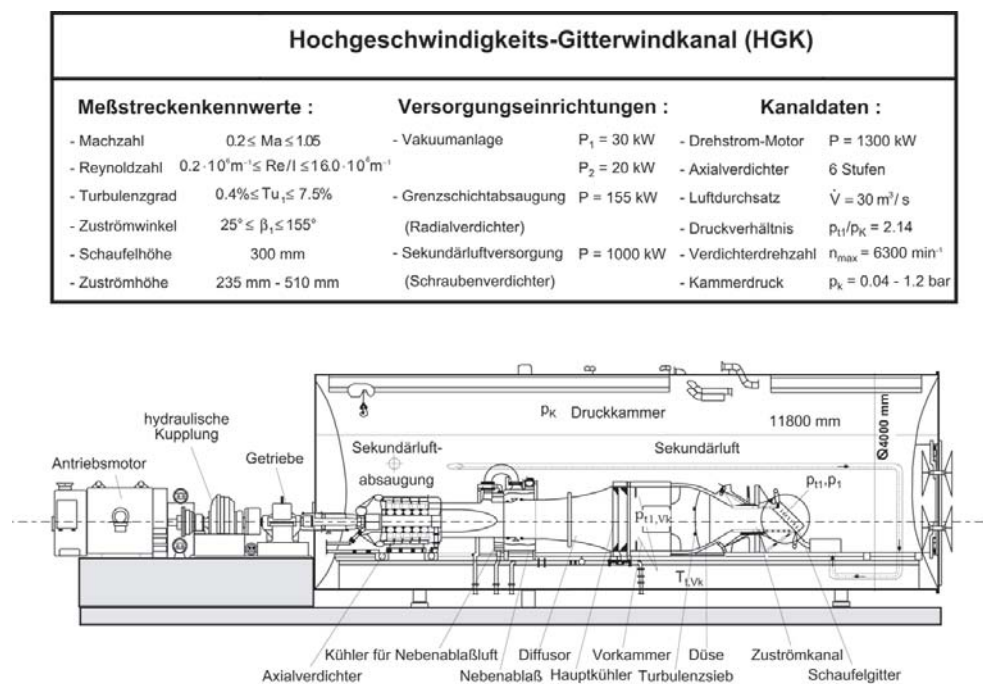 Hochgeschwindigkeits-Gitterwindkanal (HGK)
Meßstreckenkennwerte :
- Machzahl 0.2 ≤ Ma ≤ 1.05
- Reynoldzahl 0.2·10⁶m⁻¹ ≤ Re/l ≤ 16.0·10⁶m⁻¹
- Turbulenzgrad 0.4% ≤ Tu₁ ≤ 7.5%
- Zuströmwinkel 25° ≤ β₁ ≤ 155°
- Schaufelhöhe 300 mm
- Zuströmhöhe 235 mm - 510 mm
Versorgungseinrichtungen :
- Vakuumanlage P₁ = 30 kW
P₂ = 20 kW
- Grenzschichtabsaugung P = 155 kW
(Radialverdichter)
- Sekundärluftversorgung P = 1000 kW
(Schraubenverdichter)
Kanaldaten :
- Drehstrom-Motor P = 1300 kW
- Axialverdichter 6 Stufen
- Luftdurchsatz V̇ = 30 m³/s
- Druckverhältnis pt1/pK = 2.14
- Verdichterdrehzahl nmax = 6300 min⁻¹
- Kammerdruck pk = 0.04 - 1.2 bar
pK Druckkammer
11800 mm
Ø4000 mm
hydraulische
Kupplung
Antriebsmotor
Getriebe
Sekundärluft-
absaugung
Sekundärluft
pt1, p1
pt1,Vk
Tt,Vk
Kühler für Nebenablaßluft
Diffusor
Vorkammer
Düse
Zuströmkanal
Axialverdichter
Nebenablaß
Hauptkühler
Turbulenzsieb
Schaufelgitter